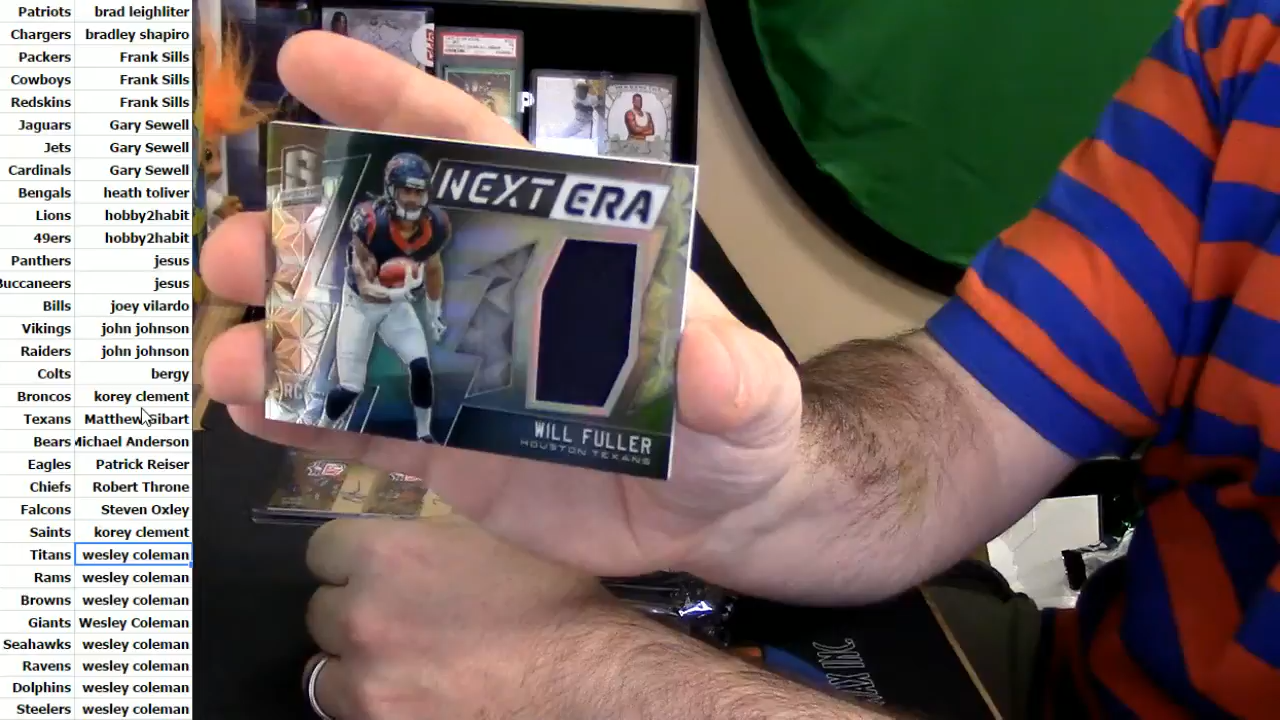 Patriots brad leighliter
Chargers bradley shapiro
Packers Frank Sills
Cowboys Frank Sills
Redskins Frank Sills
Jaguars Gary Sewell
Jets Gary Sewell
Cardinals Gary Sewell
Bengals heath toliver
Lions hobby2habit
49ers hobby2habit
Panthers jesus
Buccaneers jesus
Bills joey vilardo
Vikings john johnson
Raiders john johnson
Colts bergy
Broncos korey clement
Texans Matthew Gibart
Bears Michael Anderson
Eagles Patrick Reiser
Chiefs Robert Throne
Falcons Steven Oxley
Saints korey clement
Titans wesley coleman
Rams wesley coleman
Browns wesley coleman
Giants Wesley Coleman
Seahawks wesley coleman
Ravens wesley coleman
Dolphins wesley coleman
Steelers wesley coleman
NEXT ERA
RC
WILL FULLER
HOUSTON TEXANS